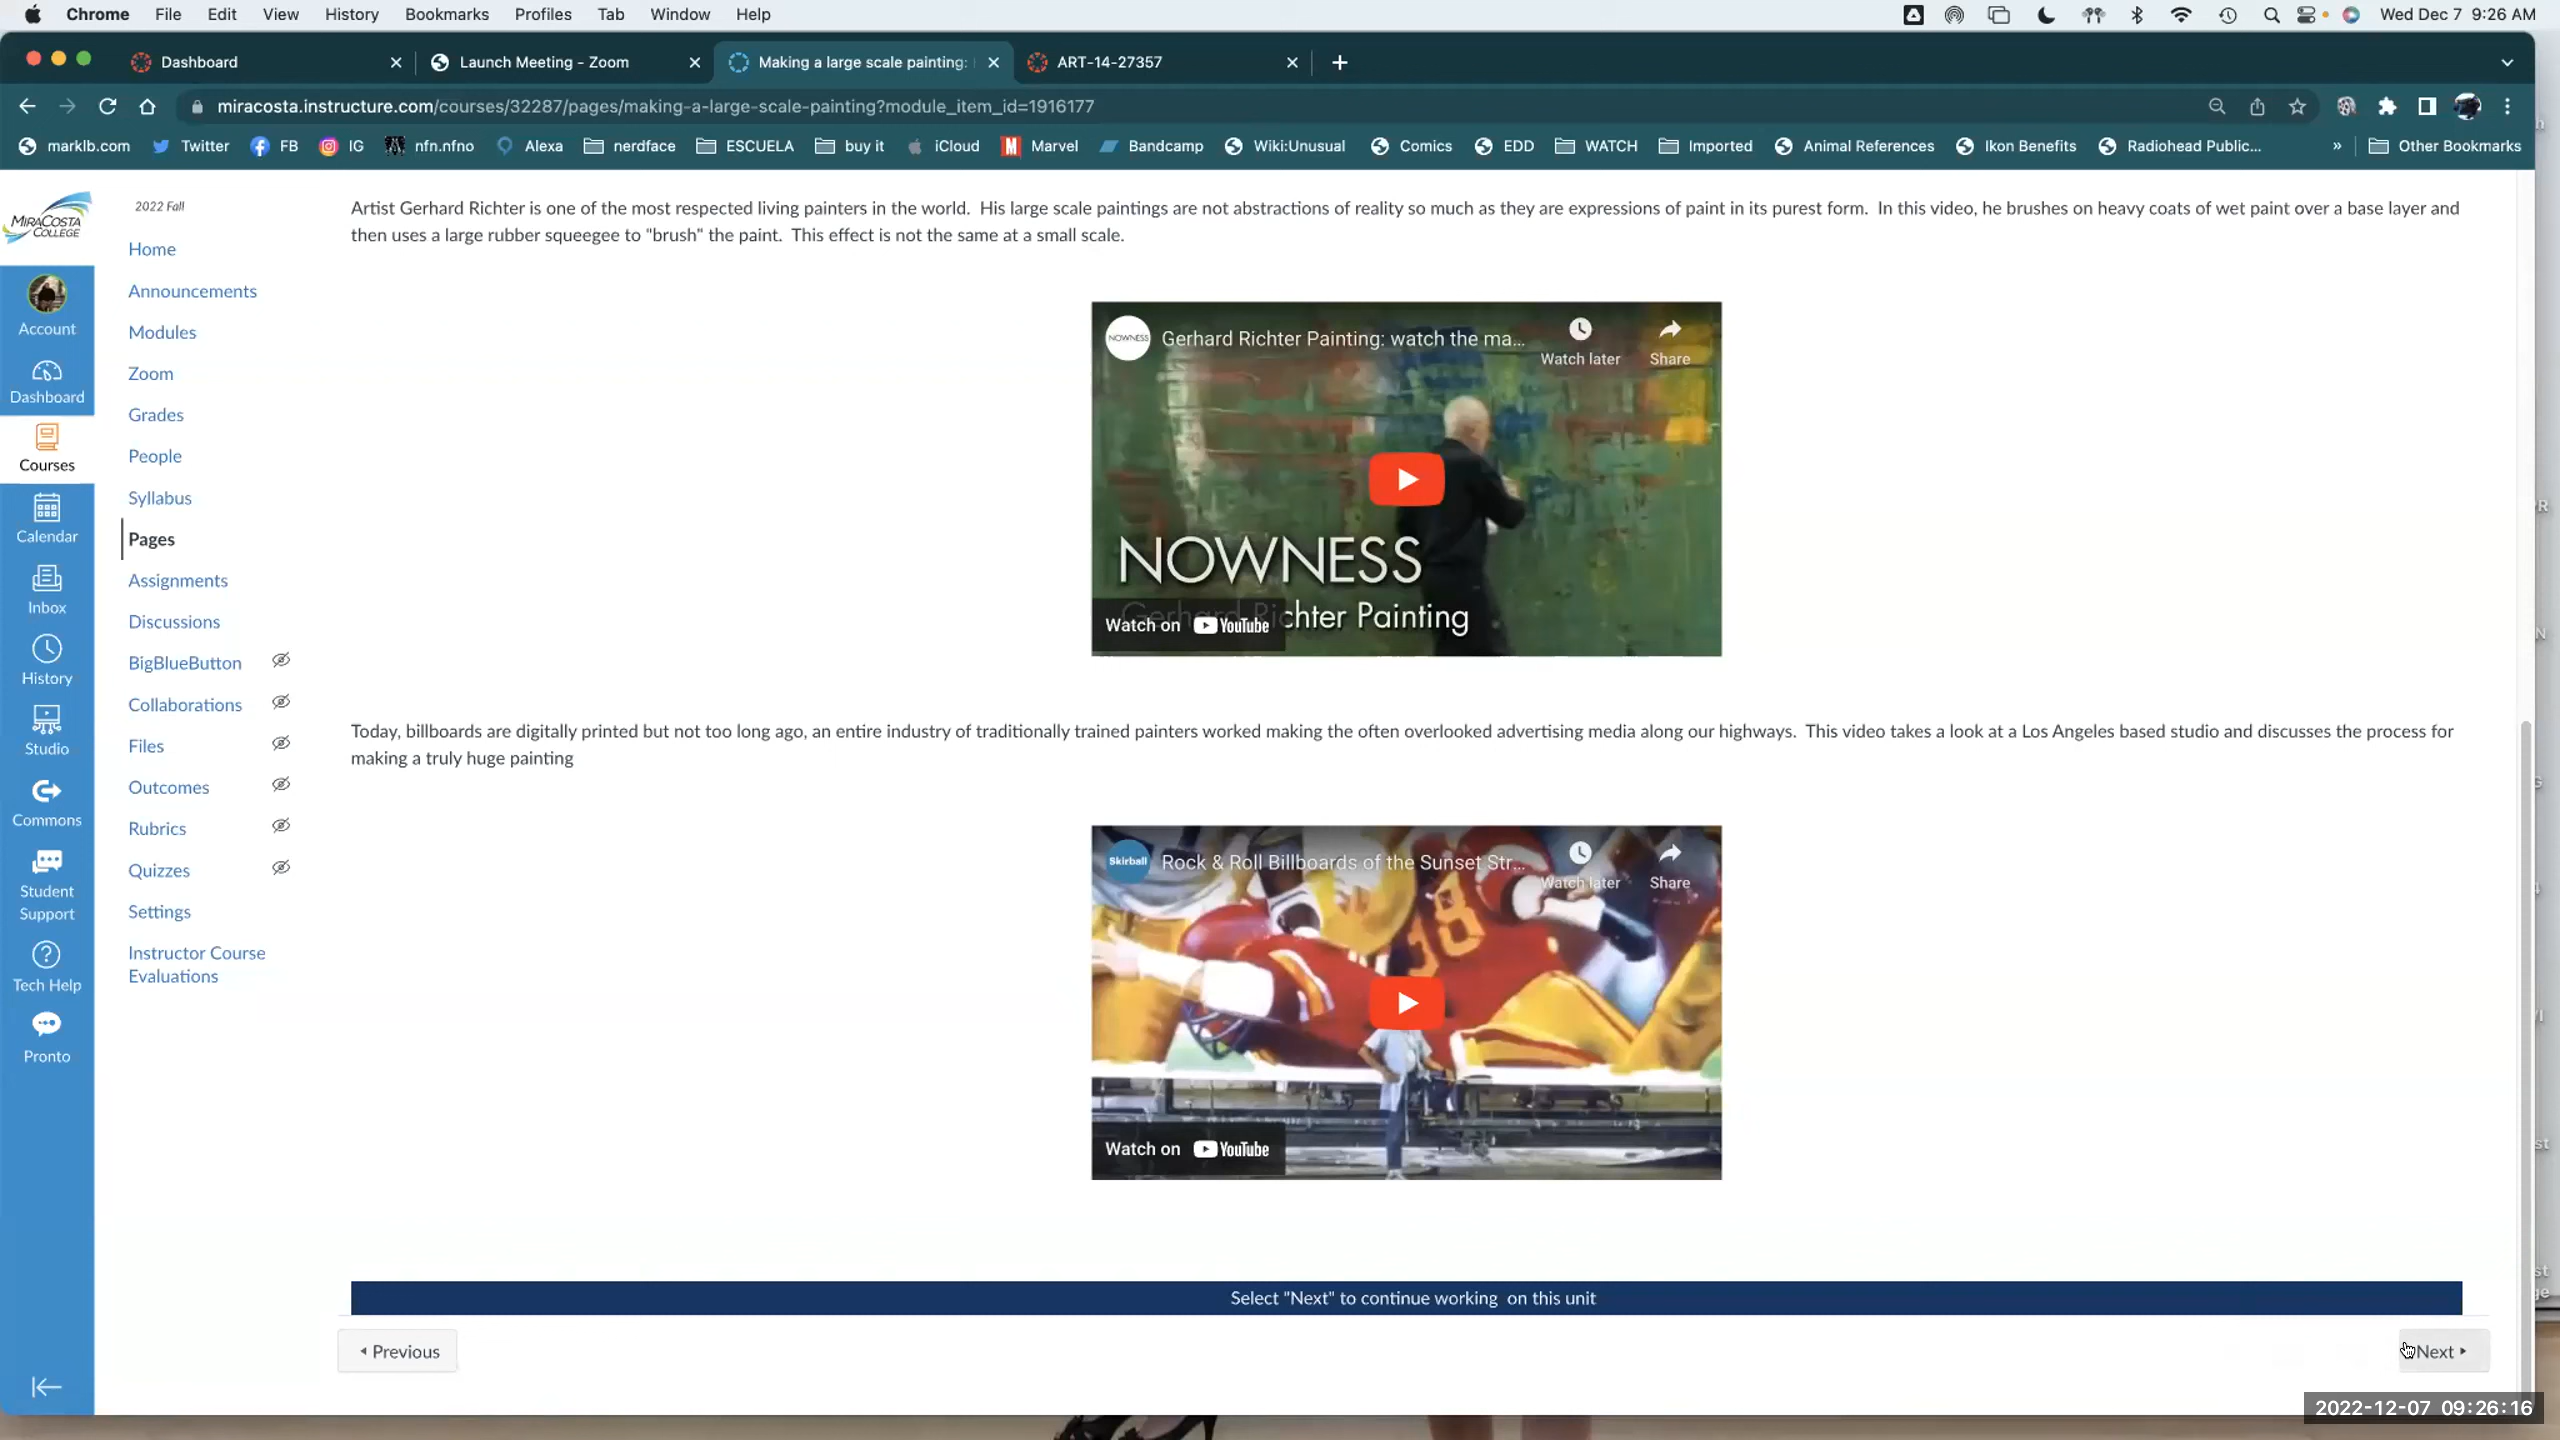 Chrome File Edit View History Bookmarks Profiles Tab Window Help Wed Dec 7 9:26 AM
Dashboard Launch Meeting - Zoom Making a large scale painting: ART-14-27357
miracosta.instructure.com/courses/32287/pages/making-a-large-scale-painting?module_item_id=1916177
marklb.com Twitter FB IG nfn.nfno Alexa nerdface ESCUELA buy it iCloud Marvel Bandcamp Wiki:Unusual Comics EDD WATCH Imported Animal References Ikon Benefits Radiohead Public... » Other Bookmarks
MIRACOSTA
COLLEGE
Account
Dashboard
Courses
Calendar
Inbox
History
Studio
Commons
Student
Support
Tech Help
Pronto
2022 Fall
Home
Announcements
Modules
Zoom
Grades
People
Syllabus
Pages
Assignments
Discussions
BigBlueButton
Collaborations
Files
Outcomes
Rubrics
Quizzes
Settings
Instructor Course
Evaluations
Artist Gerhard Richter is one of the most respected living painters in the world. His large scale paintings are not abstractions of reality so much as they are expressions of paint in its purest form. In this video, he brushes on heavy coats of wet paint over a base layer and
then uses a large rubber squeegee to "brush" the paint. This effect is not the same at a small scale.
NOWNESS Gerhard Richter Painting: watch the ma...
Watch later Share
NOWNESS
Gerhard Richter Painting
Watch on YouTube
Today, billboards are digitally printed but not too long ago, an entire industry of traditionally trained painters worked making the often overlooked advertising media along our highways. This video takes a look at a Los Angeles based studio and discusses the process for
making a truly huge painting
Skirball Rock & Roll Billboards of the Sunset Str...
Watch later Share
18
Watch on YouTube
Select "Next" to continue working on this unit
Previous
Next
2022-12-07 09:26:16